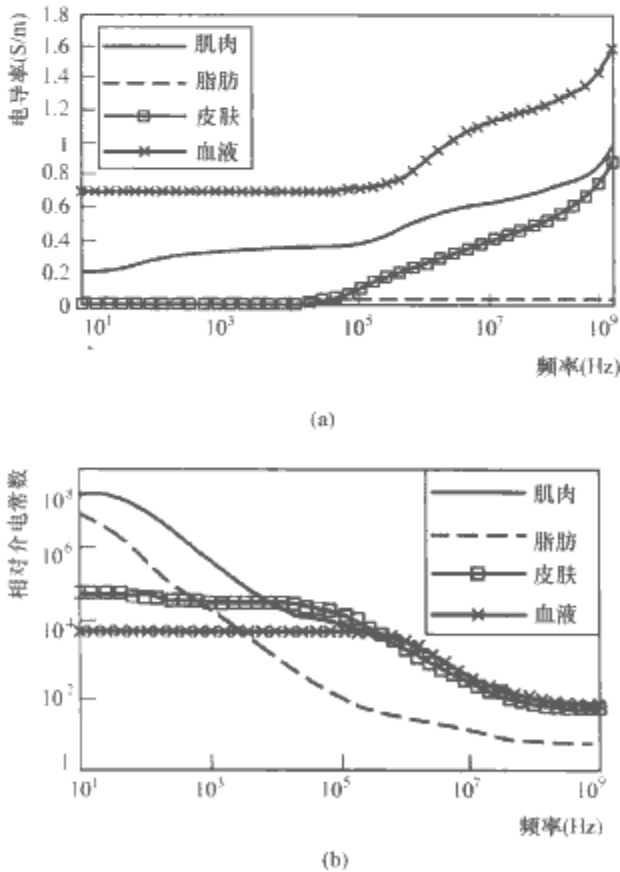 电导率(S/m)
1.8
1.6
1.4
1.2
1
0.8
0.6
0.4
0.2
0
肌肉
脂肪
皮肤
血液
10¹
10³
10⁵
10⁷
10⁹
频率(Hz)
(a)
相对介电常数
10⁸
10⁶
10⁴
10²
1
肌肉
脂肪
皮肤
血液
10¹
10³
10⁵
10⁷
10⁹
频率(Hz)
(b)